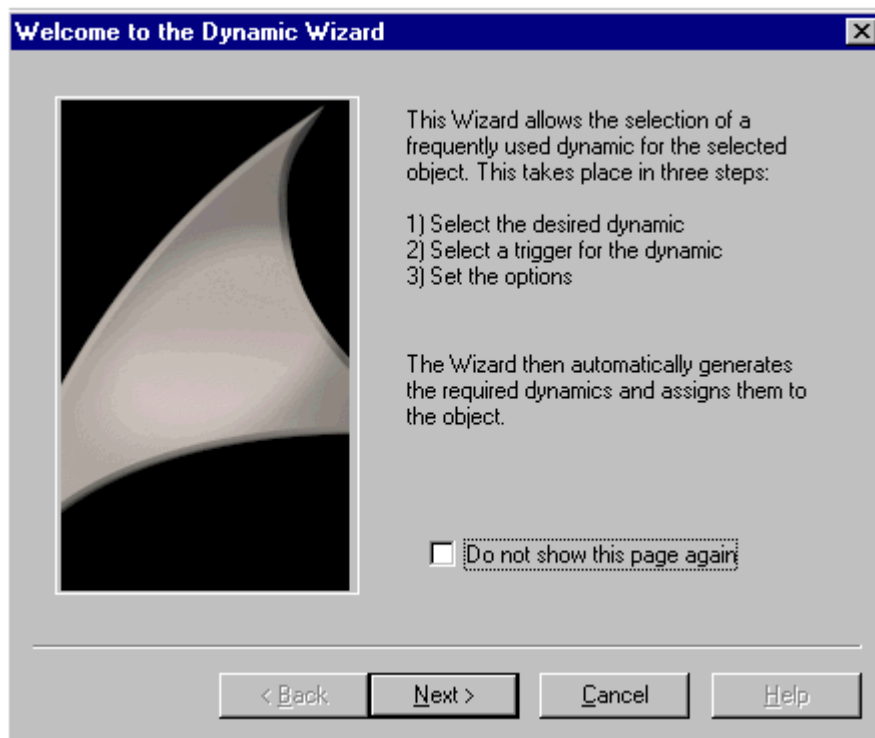 Welcome to the Dynamic Wizard
This Wizard allows the selection of a
frequently used dynamic for the selected
object. This takes place in three steps:
1) Select the desired dynamic
2) Select a trigger for the dynamic
3) Set the options
The Wizard then automatically generates
the required dynamics and assigns them to
the object.
Do not show this page again
< Back
Next >
Cancel
Help